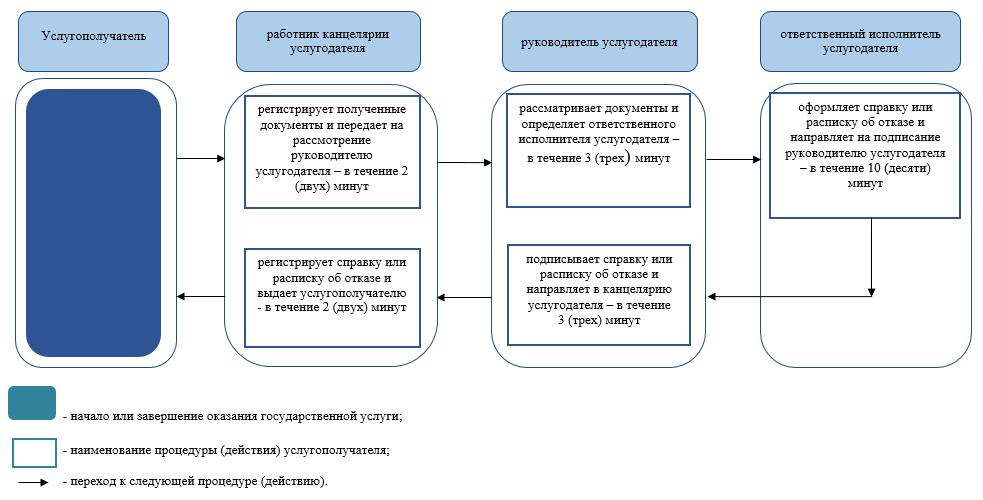 Услугополучатель
работник канцелярии
услугодателя
руководитель услугодателя
ответственный исполнитель
услугодателя
регистрирует полученные
документы и передает на
рассмотрение
руководителю
услугодателя – в течение 2
(двух) минут
рассматривает документы и
определяет ответственного
исполнителя услугодателя –
в течение 3 (трех) минут
оформляет справку или
расписку об отказе и
направляет на подписание
руководителю услугодателя
– в течение 10 (десяти)
минут
регистрирует справку или
расписку об отказе и
выдает услугополучателю
- в течение 2 (двух) минут
подписывает справку или
расписку об отказе и
направляет в канцелярию
услугодателя – в течение
3 (трех) минут
- начало или завершение оказания государственной услуги;
- наименование процедуры (действия) услугополучателя;
- переход к следующей процедуре (действию).